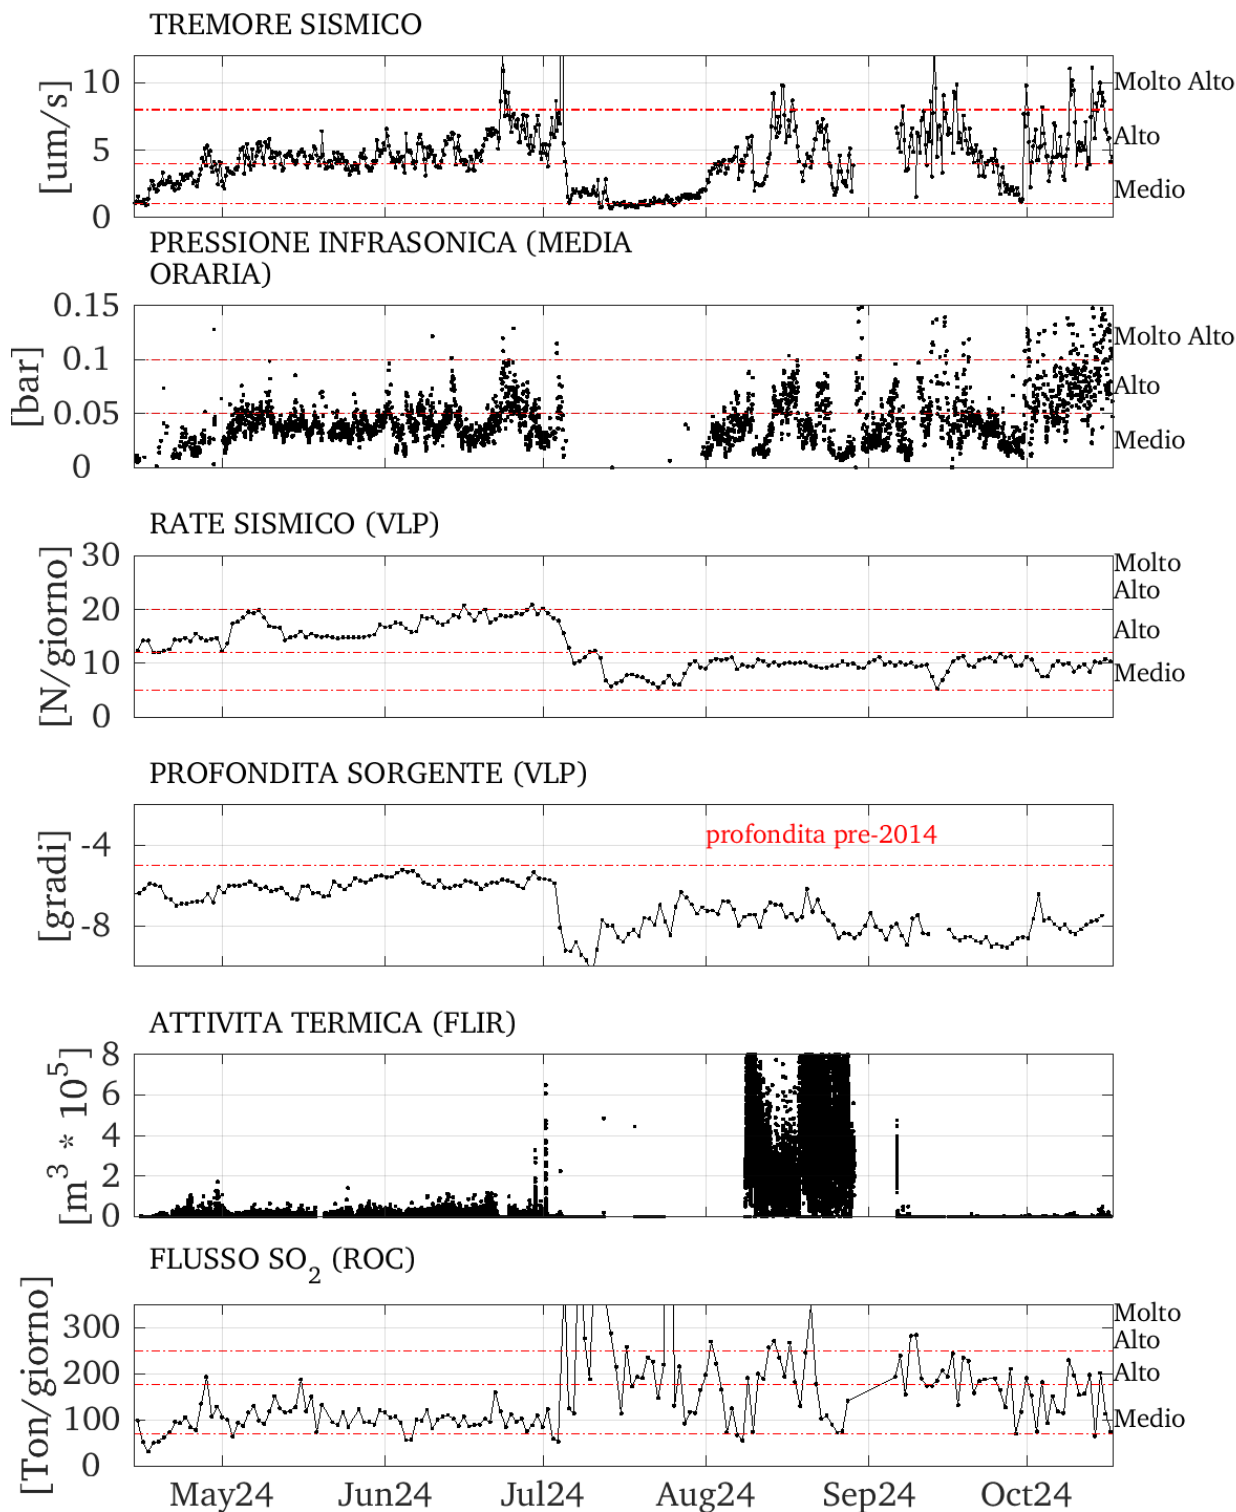 TREMORE SISMICO
[um/s]
10
5
0
Molto Alto
Alto
Medio
PRESSIONE INFRASONICA (MEDIA
ORARIA)
[bar]
0.15
0.1
0.05
0
Molto Alto
Alto
Medio
RATE SISMICO (VLP)
[N/giorno]
30
20
10
0
Molto
Alto
Alto
Medio
PROFONDITA SORGENTE (VLP)
[gradi]
-4
-8
profondita pre-2014
ATTIVITA TERMICA (FLIR)
[m³ * 10⁵]
8
6
4
2
0
FLUSSO SO₂ (ROC)
[Ton/giorno]
300
200
100
0
Molto
Alto
Alto
Medio
May24 Jun24 Jul24 Aug24 Sep24 Oct24